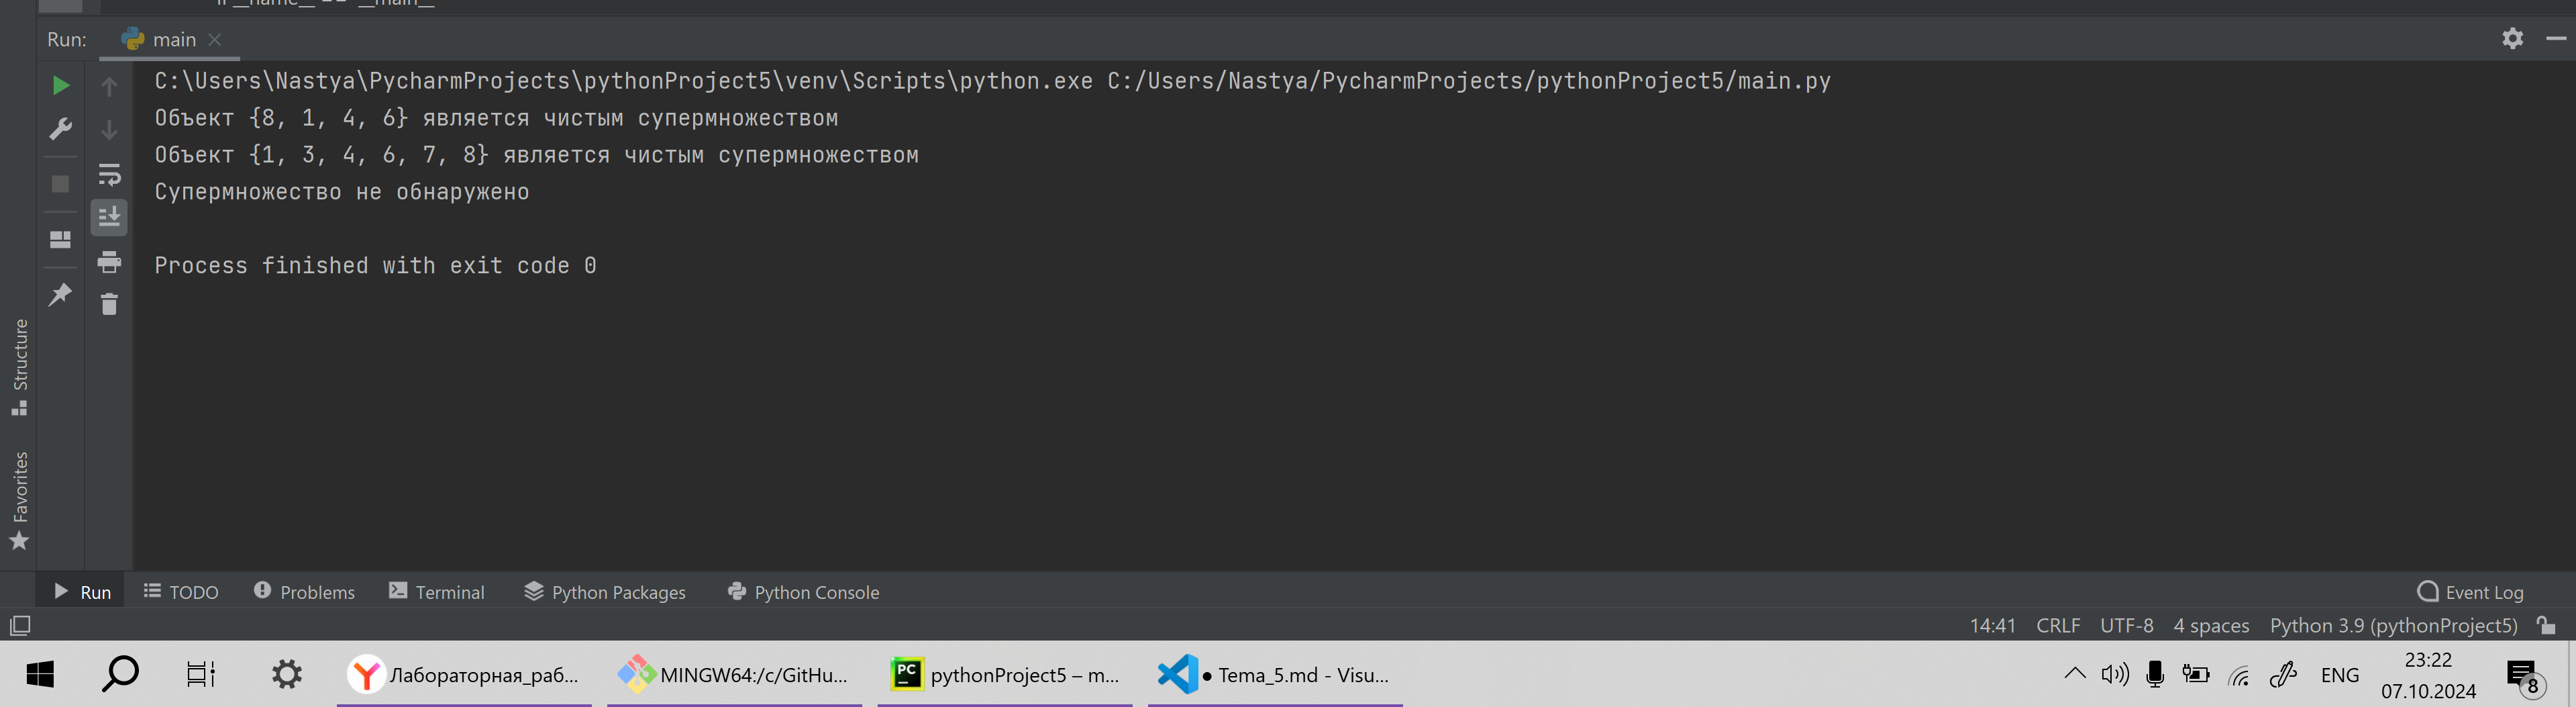 if __name__ == '__main__'
Run:
main
C:\Users\Nastya\PycharmProjects\pythonProject5\venv\Scripts\python.exe C:/Users/Nastya/PycharmProjects/pythonProject5/main.py
Объект {8, 1, 4, 6} является чистым супермножеством
Объект {1, 3, 4, 6, 7, 8} является чистым супермножеством
Супермножество не обнаружено
Process finished with exit code 0
Structure
Favorites
Run
TODO
Problems
Terminal
Python Packages
Python Console
Event Log
14:41 CRLF UTF-8 4 spaces Python 3.9 (pythonProject5)
Лабораторная_раб...
MINGW64:/c/GitHu...
PC
pythonProject5 – m...
● Tema_5.md - Visu...
ENG
23:22
07.10.2024
8